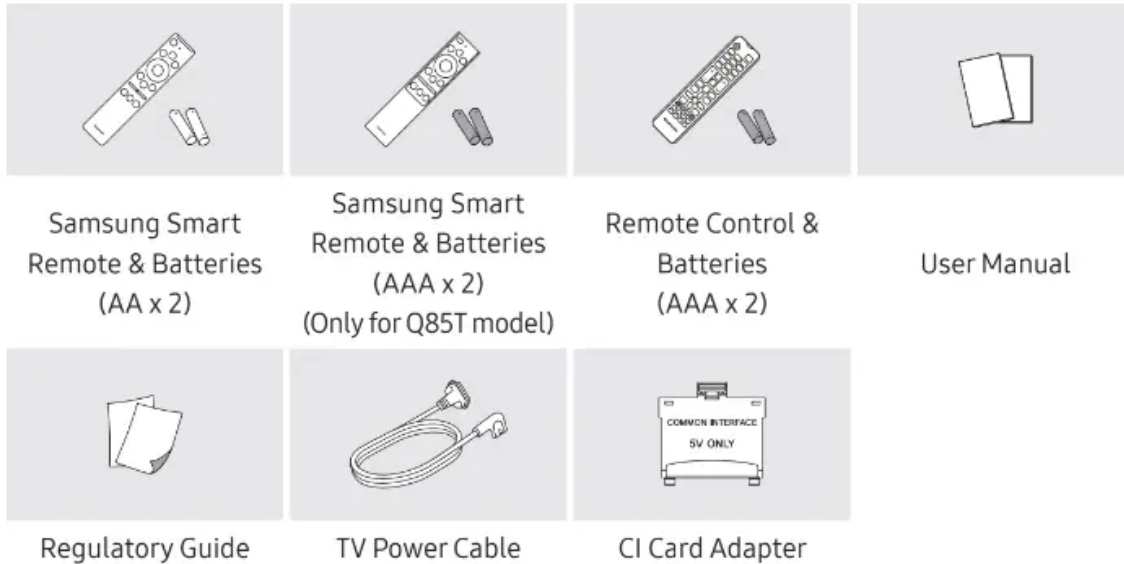 Samsung Smart
Remote & Batteries
(AA x 2)
Samsung Smart
Remote & Batteries
(AAA x 2)
(Only for Q85T model)
Remote Control &
Batteries
(AAA x 2)
User Manual
COMMON INTERFACE
5V ONLY
Regulatory Guide
TV Power Cable
CI Card Adapter